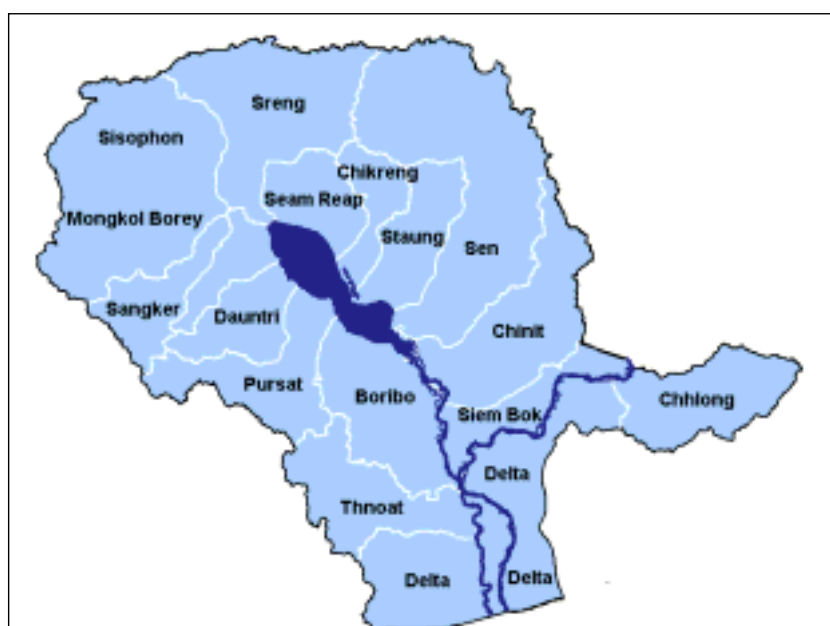 Sreng
Sisophon
Chikreng
Seam Reap
Mongkol Borey
Staung
Sen
Sangker
Dauntri
Chinit
Pursat
Boribo
Chhlong
Siem Bok
Delta
Thnoat
Delta
Delta